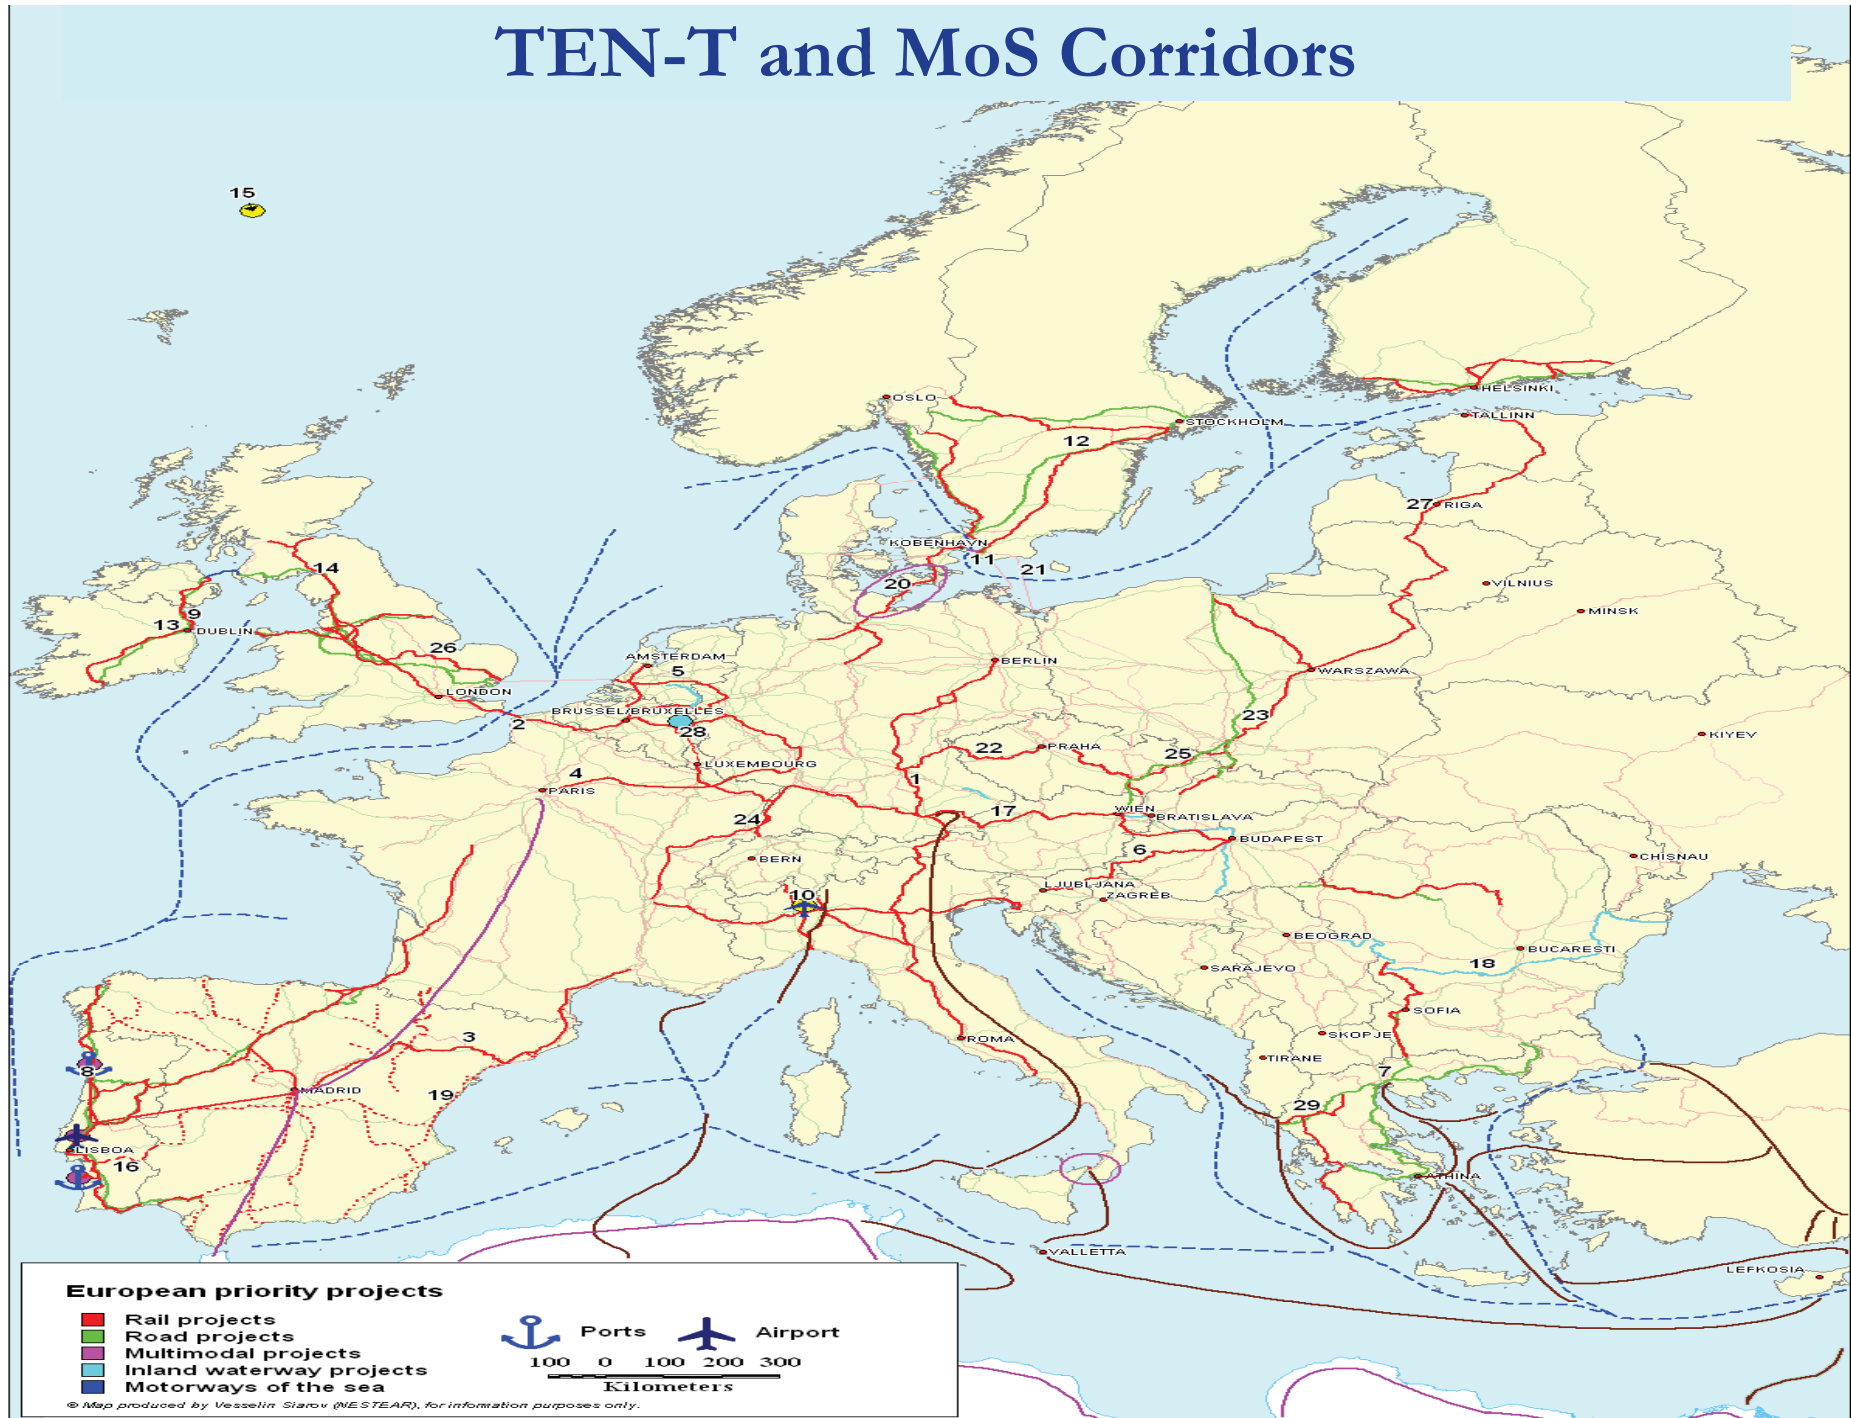 TEN-T and MoS Corridors
15
OSLO
HELSINKI
TALLINN
STOCKHOLM
12
27
RIGA
KOBENHAVN
11
21
14
20
VILNIUS
MINSK
9
13
DUBLIN
26
AMSTERDAM
5
BERLIN
WARSZAWA
LONDON
BRUSSEL/BRUXELLES
2
28
23
KIYEV
22
PRAHA
25
LUXEMBOURG
4
1
PARIS
24
17
WIEN
BRATISLAVA
BUDAPEST
6
BERN
CHISNAU
LJUBLJANA
ZAGREB
10
BEOGRAD
BUCARESTI
18
SARAJEVO
SOFIA
3
ROMA
SKOPJE
TIRANE
8
7
MADRID
19
29
LISBOA
16
ATHINA
VALLETTA
LEFKOSIA
European priority projects
Rail projects
Road projects
Multimodal projects
Inland waterway projects
Motorways of the sea
Ports
Airport
100 0 100 200 300
Kilometers
© Map produced by Vesselin Siarov (NESTEAR), for information purposes only.